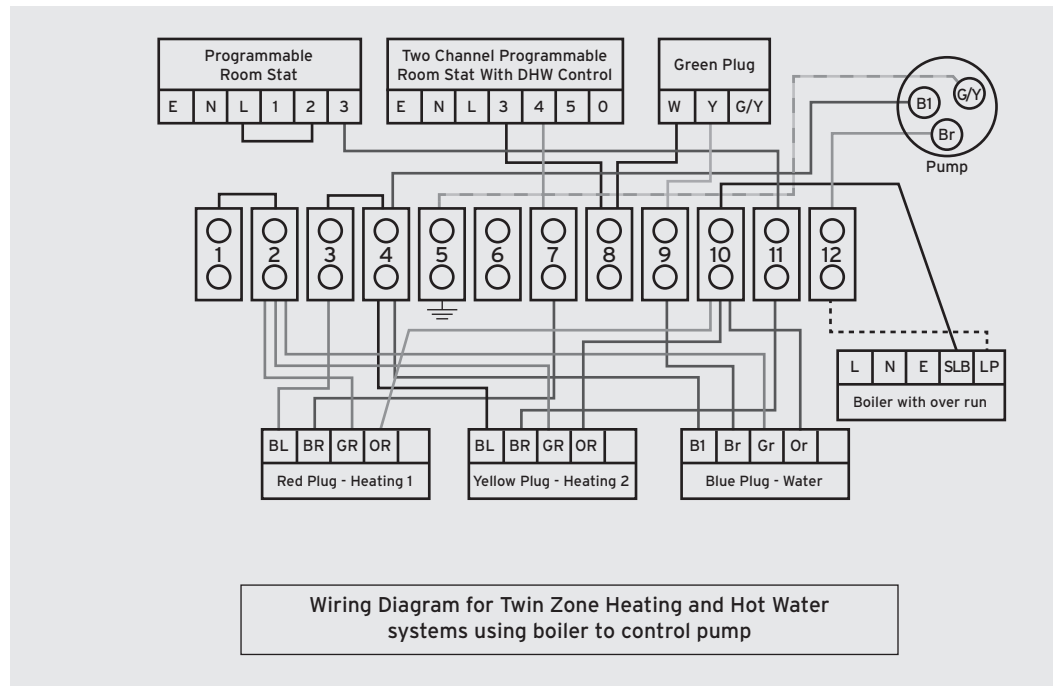 Programmable
Room Stat
E N L 1 2 3
Two Channel Programmable
Room Stat With DHW Control
E N L 3 4 5 0
Green Plug
W Y G/Y
B1
G/Y
Br
Pump
1 2 3 4 5 6 7 8 9 10 11 12
L N E SLB LP
Boiler with over run
BL BR GR OR
Red Plug - Heating 1
BL BR GR OR
Yellow Plug - Heating 2
B1 Br Gr Or
Blue Plug - Water
Wiring Diagram for Twin Zone Heating and Hot Water
systems using boiler to control pump